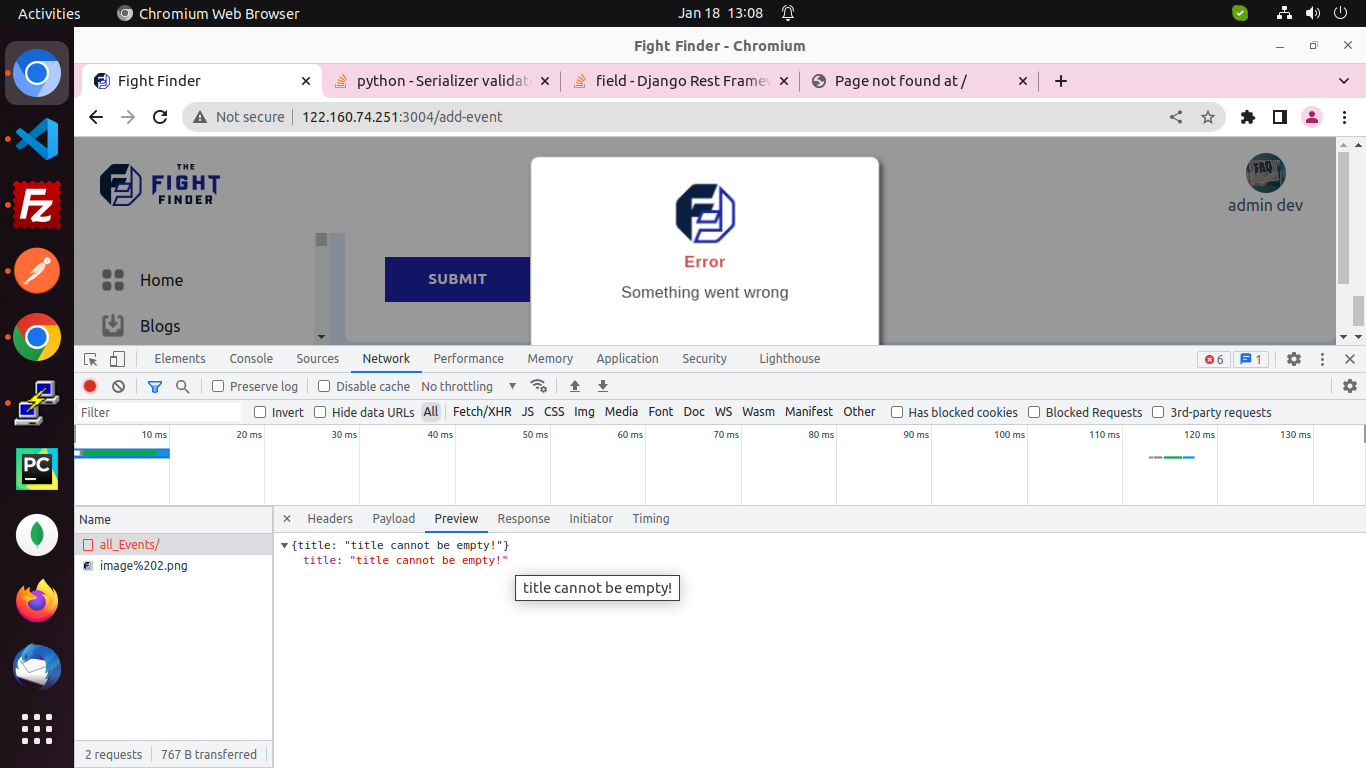 Activities Chromium Web Browser Jan 18 13:08
Fight Finder - Chromium
Fight Finder python - Serializer validat field - Django Rest Framew Page not found at /
Not secure 122.160.74.251:3004/add-event
THE FIGHT FINDER
FAQ
admin dev
Home
Blogs
SUBMIT
Error
Something went wrong
Elements Console Sources Network Performance Memory Application Security Lighthouse 6 1
Preserve log Disable cache No throttling
Filter Invert Hide data URLs All Fetch/XHR JS CSS Img Media Font Doc WS Wasm Manifest Other Has blocked cookies Blocked Requests 3rd-party requests
10 ms 20 ms 30 ms 40 ms 50 ms 60 ms 70 ms 80 ms 90 ms 100 ms 110 ms 120 ms 130 ms
Name Headers Payload Preview Response Initiator Timing
all_Events/
image%202.png
{title: "title cannot be empty!"}
title: "title cannot be empty!"
title cannot be empty!
2 requests 767 B transferred
Fz
PC